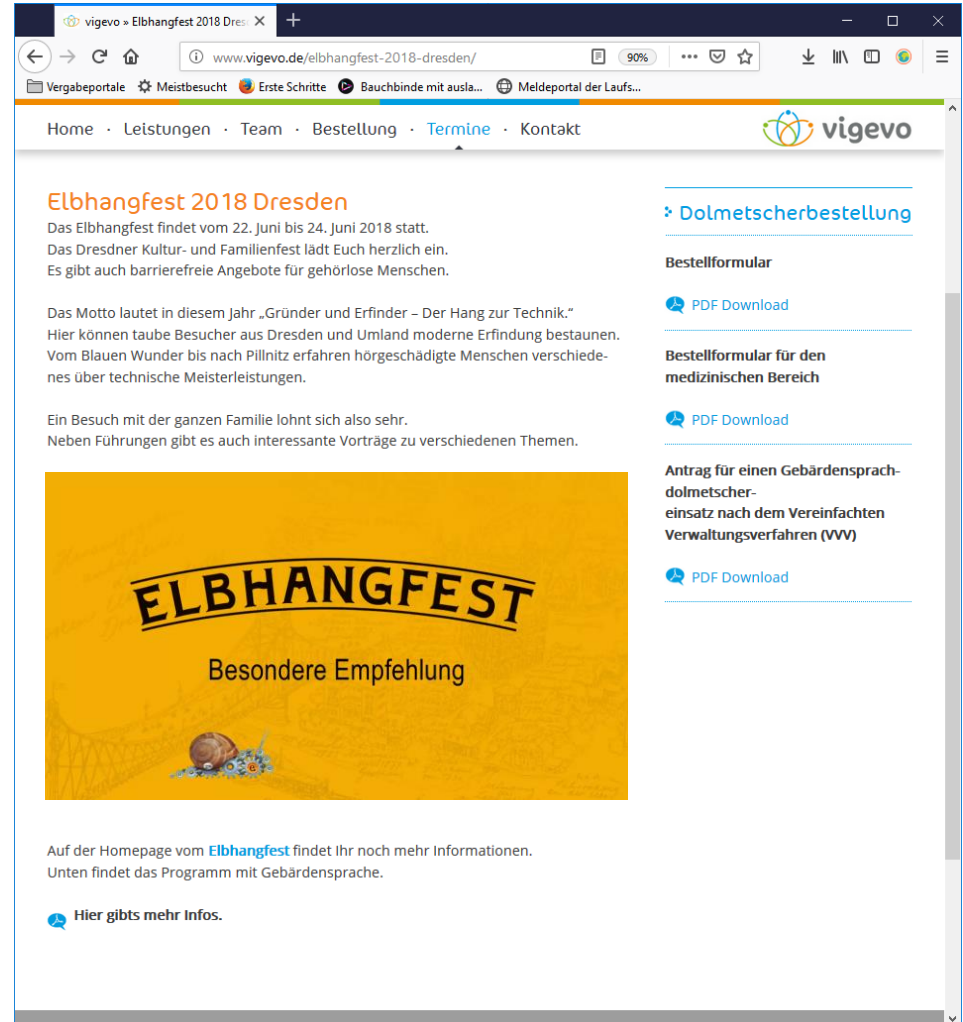 vigevo » Elbhangfest 2018 Dres
www.vigevo.de/elbhangfest-2018-dresden/
90%
Vergabeportale
Meistbesucht
Erste Schritte
Bauchbinde mit ausla...
Meldeportal der Laufs...
Home · Leistungen · Team · Bestellung · Termine · Kontakt
vigevo
Elbhangfest 2018 Dresden
Das Elbhangfest findet vom 22. Juni bis 24. Juni 2018 statt.
Das Dresdner Kultur- und Familienfest lädt Euch herzlich ein.
Es gibt auch barrierefreie Angebote für gehörlose Menschen.
Das Motto lautet in diesem Jahr „Gründer und Erfinder – Der Hang zur Technik.“
Hier können taube Besucher aus Dresden und Umland moderne Erfindung bestaunen.
Vom Blauen Wunder bis nach Pillnitz erfahren hörgeschädigte Menschen verschiede-
nes über technische Meisterleistungen.
Ein Besuch mit der ganzen Familie lohnt sich also sehr.
Neben Führungen gibt es auch interessante Vorträge zu verschiedenen Themen.
ELBHANGFEST
Besondere Empfehlung
Auf der Homepage vom Elbhangfest findet Ihr noch mehr Informationen.
Unten findet das Programm mit Gebärdensprache.
Hier gibts mehr Infos.
Dolmetscherbestellung
Bestellformular
PDF Download
Bestellformular für den
medizinischen Bereich
PDF Download
Antrag für einen Gebärdensprach-
dolmetscher-
einsatz nach dem Vereinfachten
Verwaltungsverfahren (VVV)
PDF Download